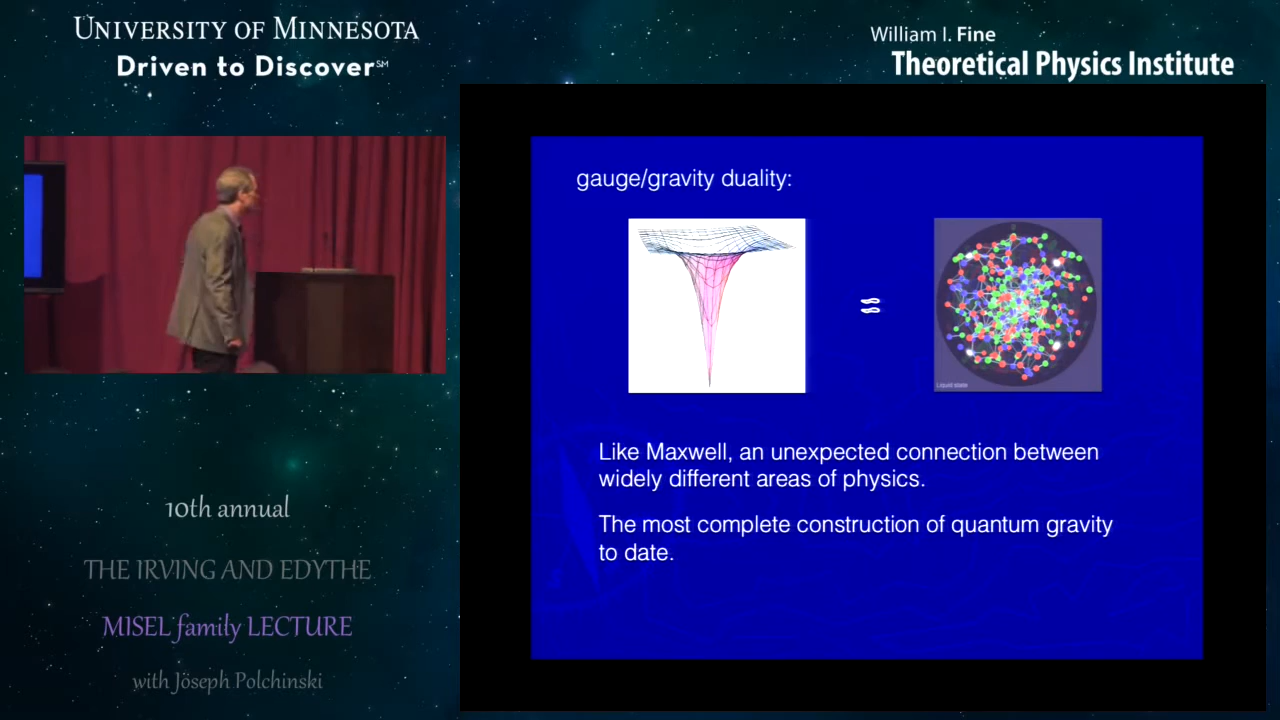 UNIVERSITY OF MINNESOTA
Driven to Discover℠
William I. Fine
Theoretical Physics Institute
gauge/gravity duality:
≈
Liquid state
Like Maxwell, an unexpected connection between
widely different areas of physics.
The most complete construction of quantum gravity
to date.
10th annual
THE IRVING AND EDYTHE
MISEL family LECTURE
with Joseph Polchinski